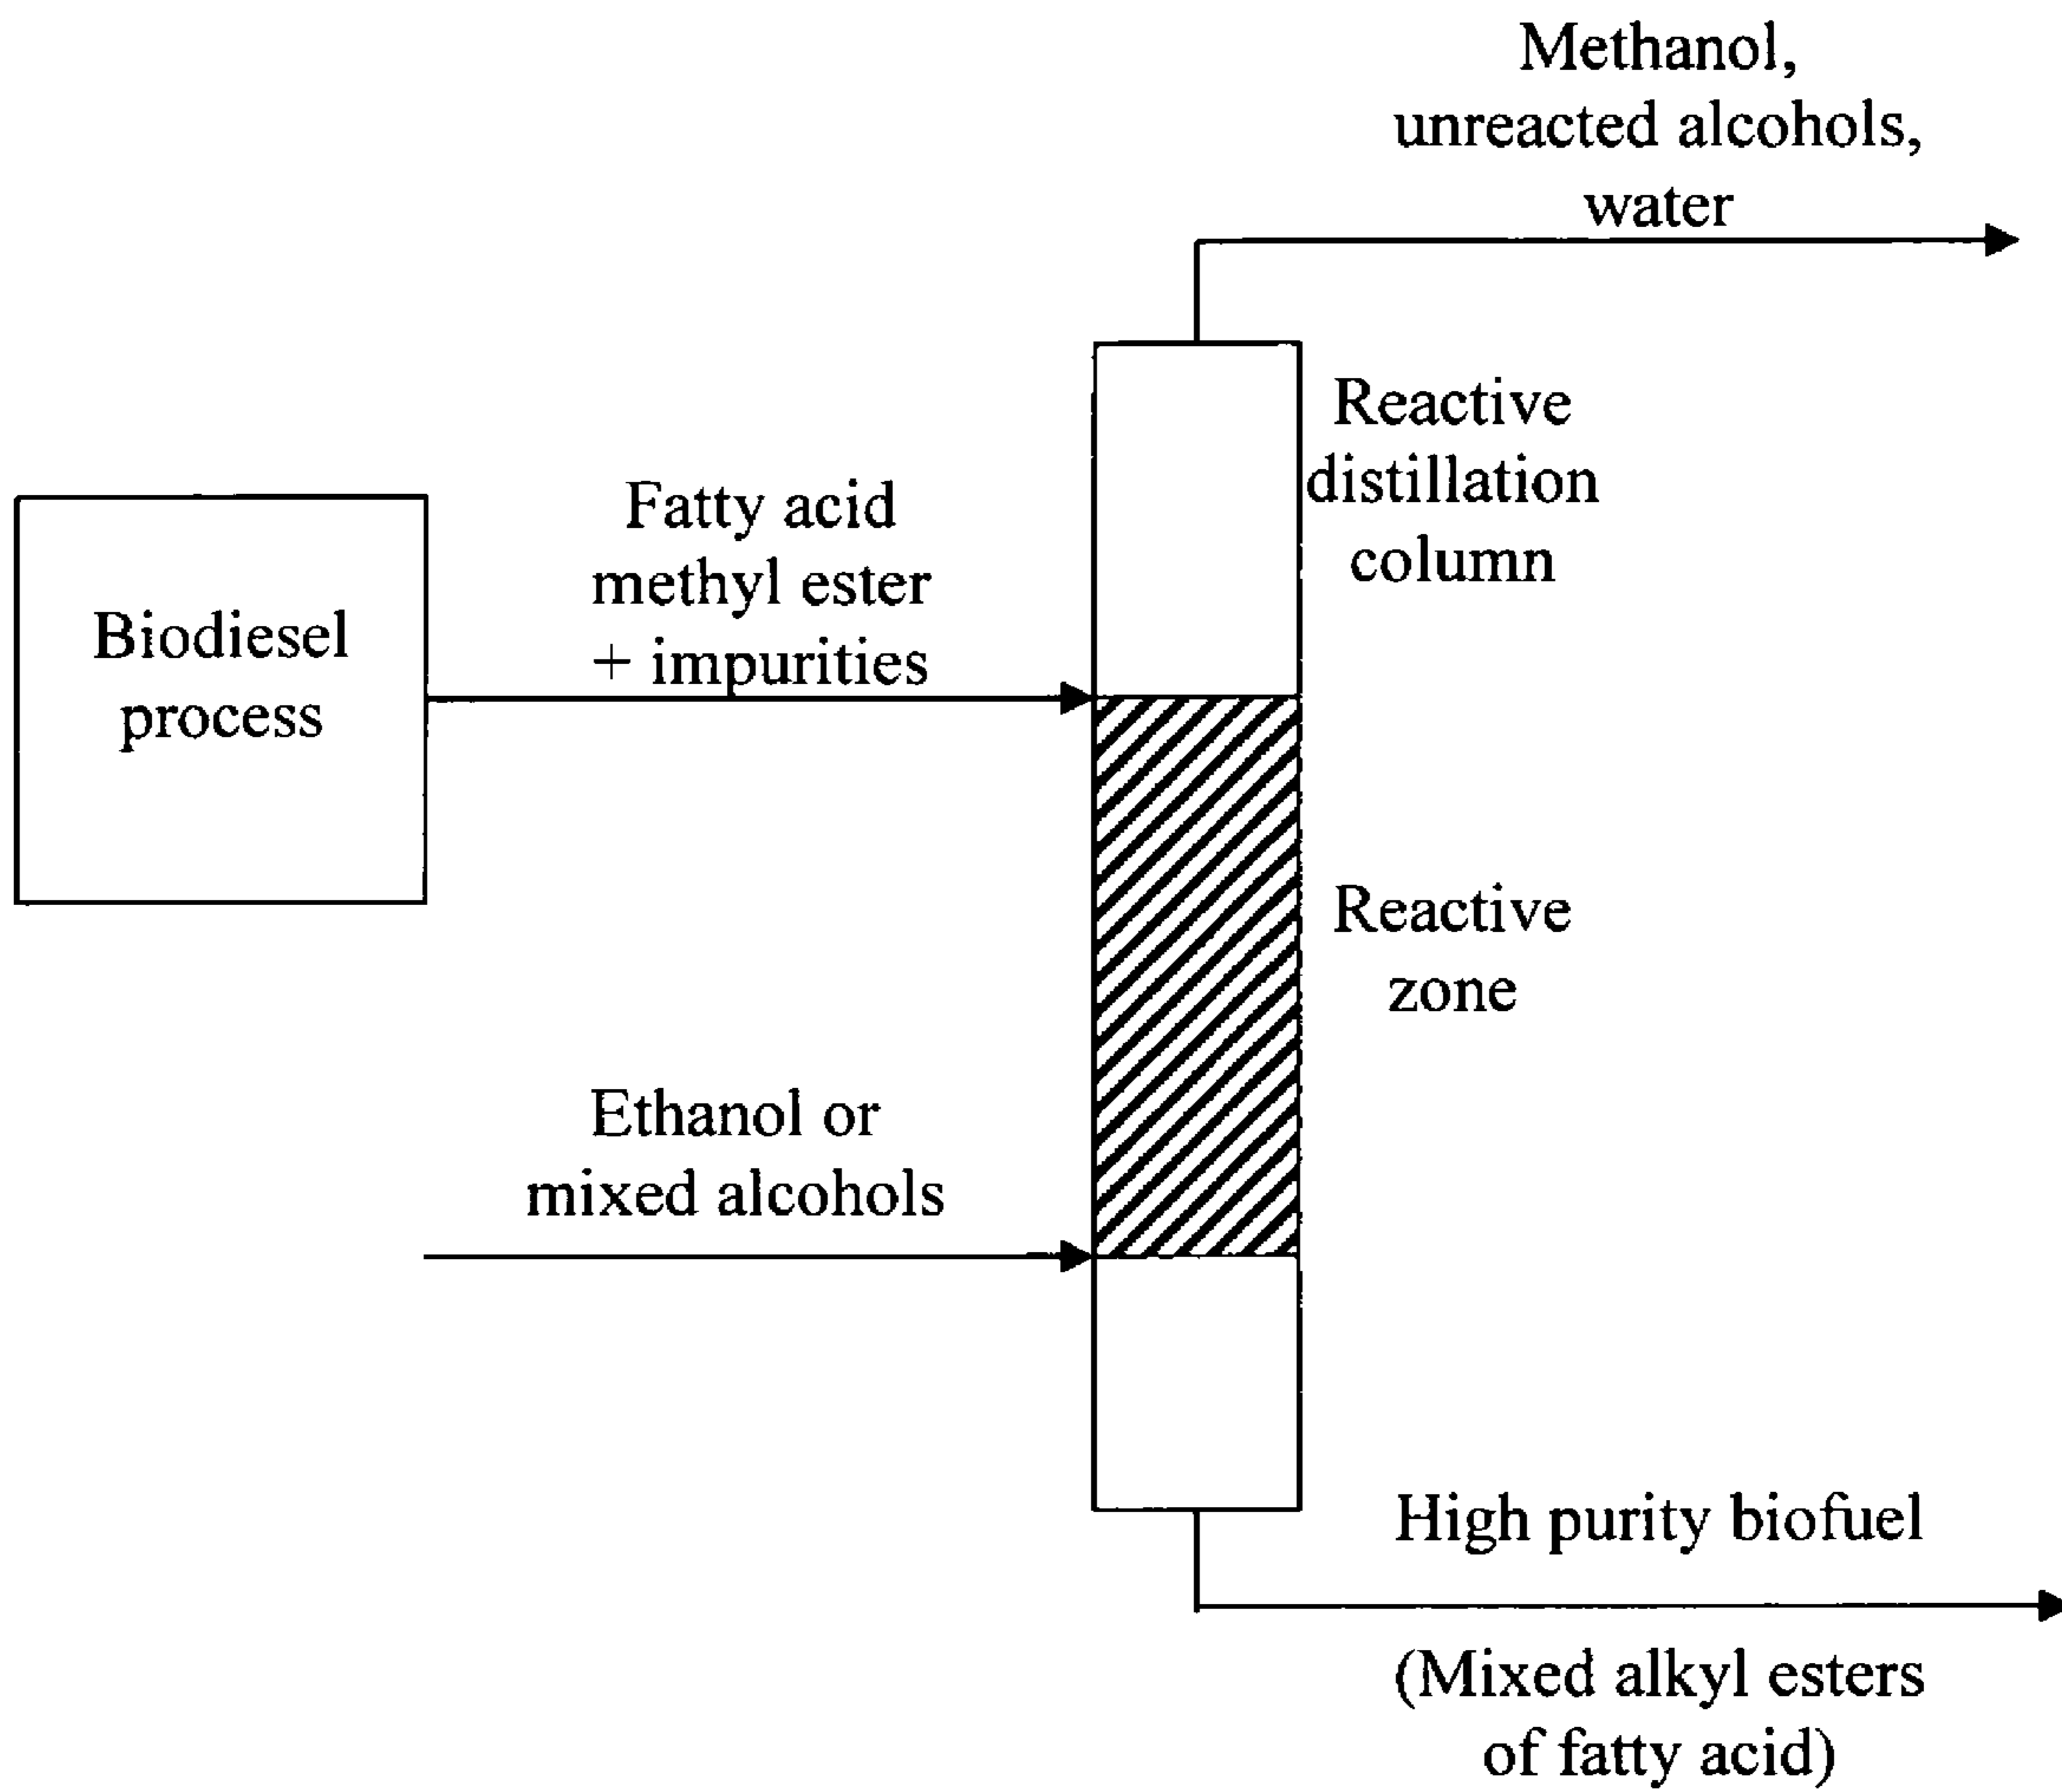 Methanol,
unreacted alcohols,
water
Reactive
distillation
column
Fatty acid
methyl ester
+ impurities
Biodiesel
process
Reactive
zone
Ethanol or
mixed alcohols
High purity biofuel
(Mixed alkyl esters
of fatty acid)